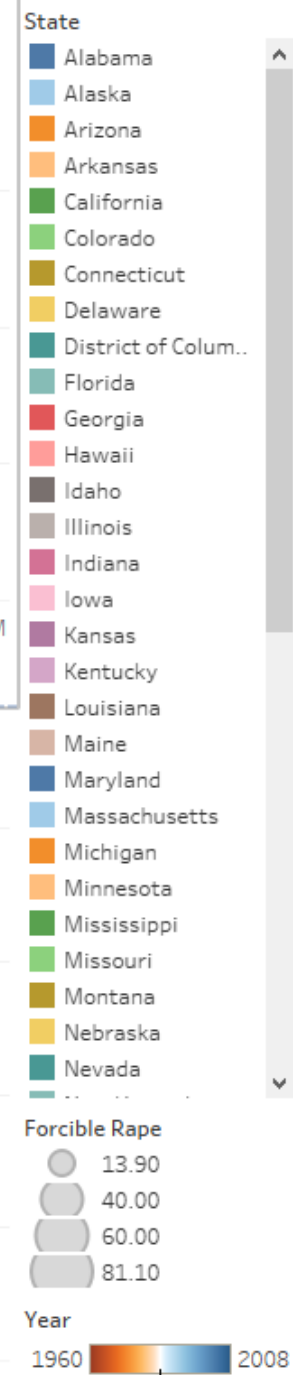 State
Alabama
Alaska
Arizona
Arkansas
California
Colorado
Connecticut
Delaware
District of Colum..
Florida
Georgia
Hawaii
Idaho
Illinois
Indiana
Iowa
Kansas
Kentucky
Louisiana
Maine
Maryland
Massachusetts
Michigan
Minnesota
Mississippi
Missouri
Montana
Nebraska
Nevada
Forcible Rape
13.90
40.00
60.00
81.10
Year
1960 2008